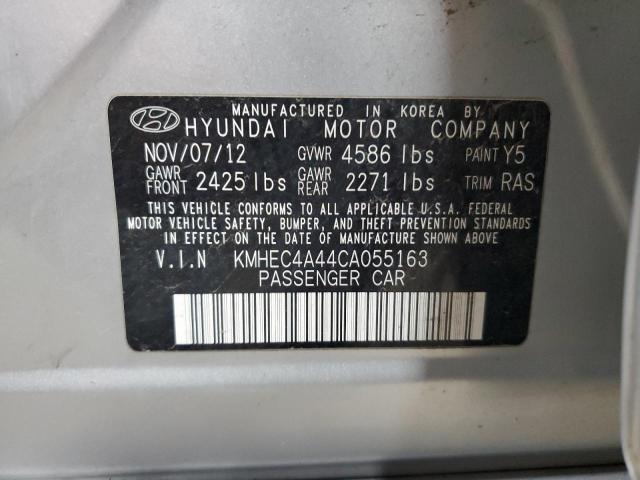 MANUFACTURED IN KOREA BY
HYUNDAI MOTOR COMPANY
NOV/07/12 GVWR 4586 lbs PAINT Y5
GAWR FRONT 2425 lbs GAWR REAR 2271 lbs TRIM RAS
THIS VEHICLE CONFORMS TO ALL APPLICABLE U.S.A. FEDERAL
MOTOR VEHICLE SAFETY, BUMPER, AND THEFT PREVENTION STANDARDS
IN EFFECT ON THE DATE OF MANUFACTURE SHOWN ABOVE
V.I.N KMHEC4A44CA055163
PASSENGER CAR